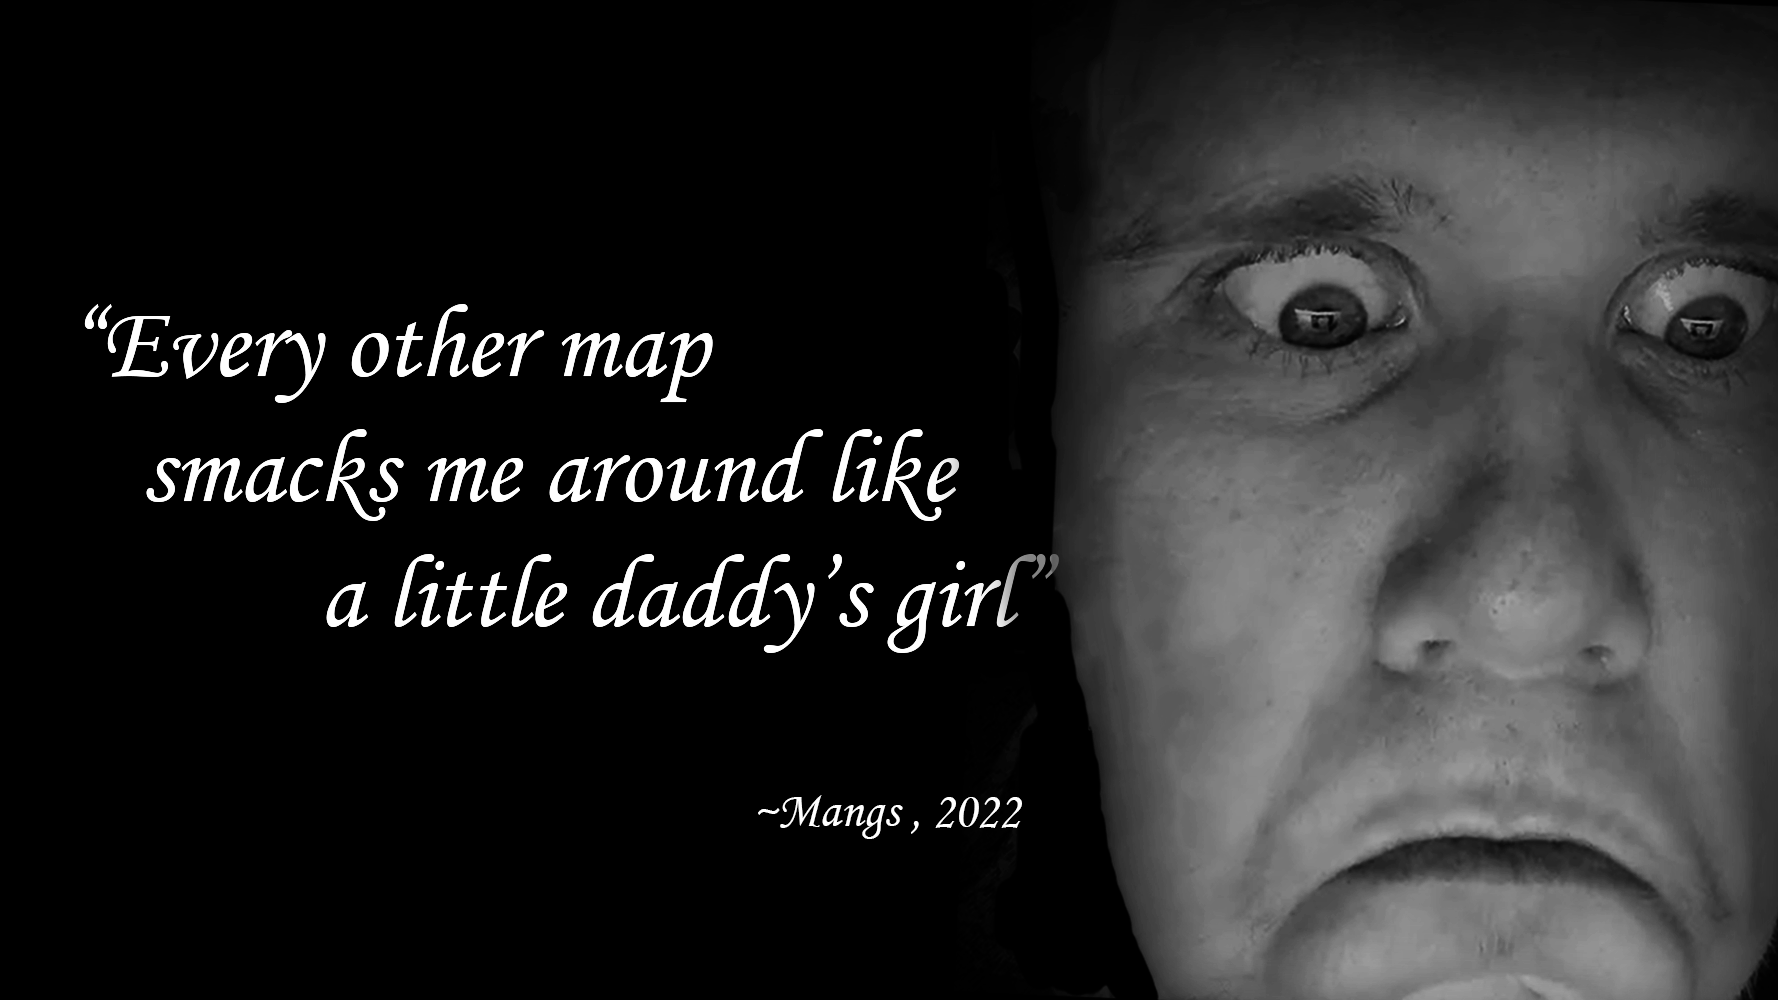 “Every other map
smacks me around like
a little daddy’s girl”
~Mangs , 2022